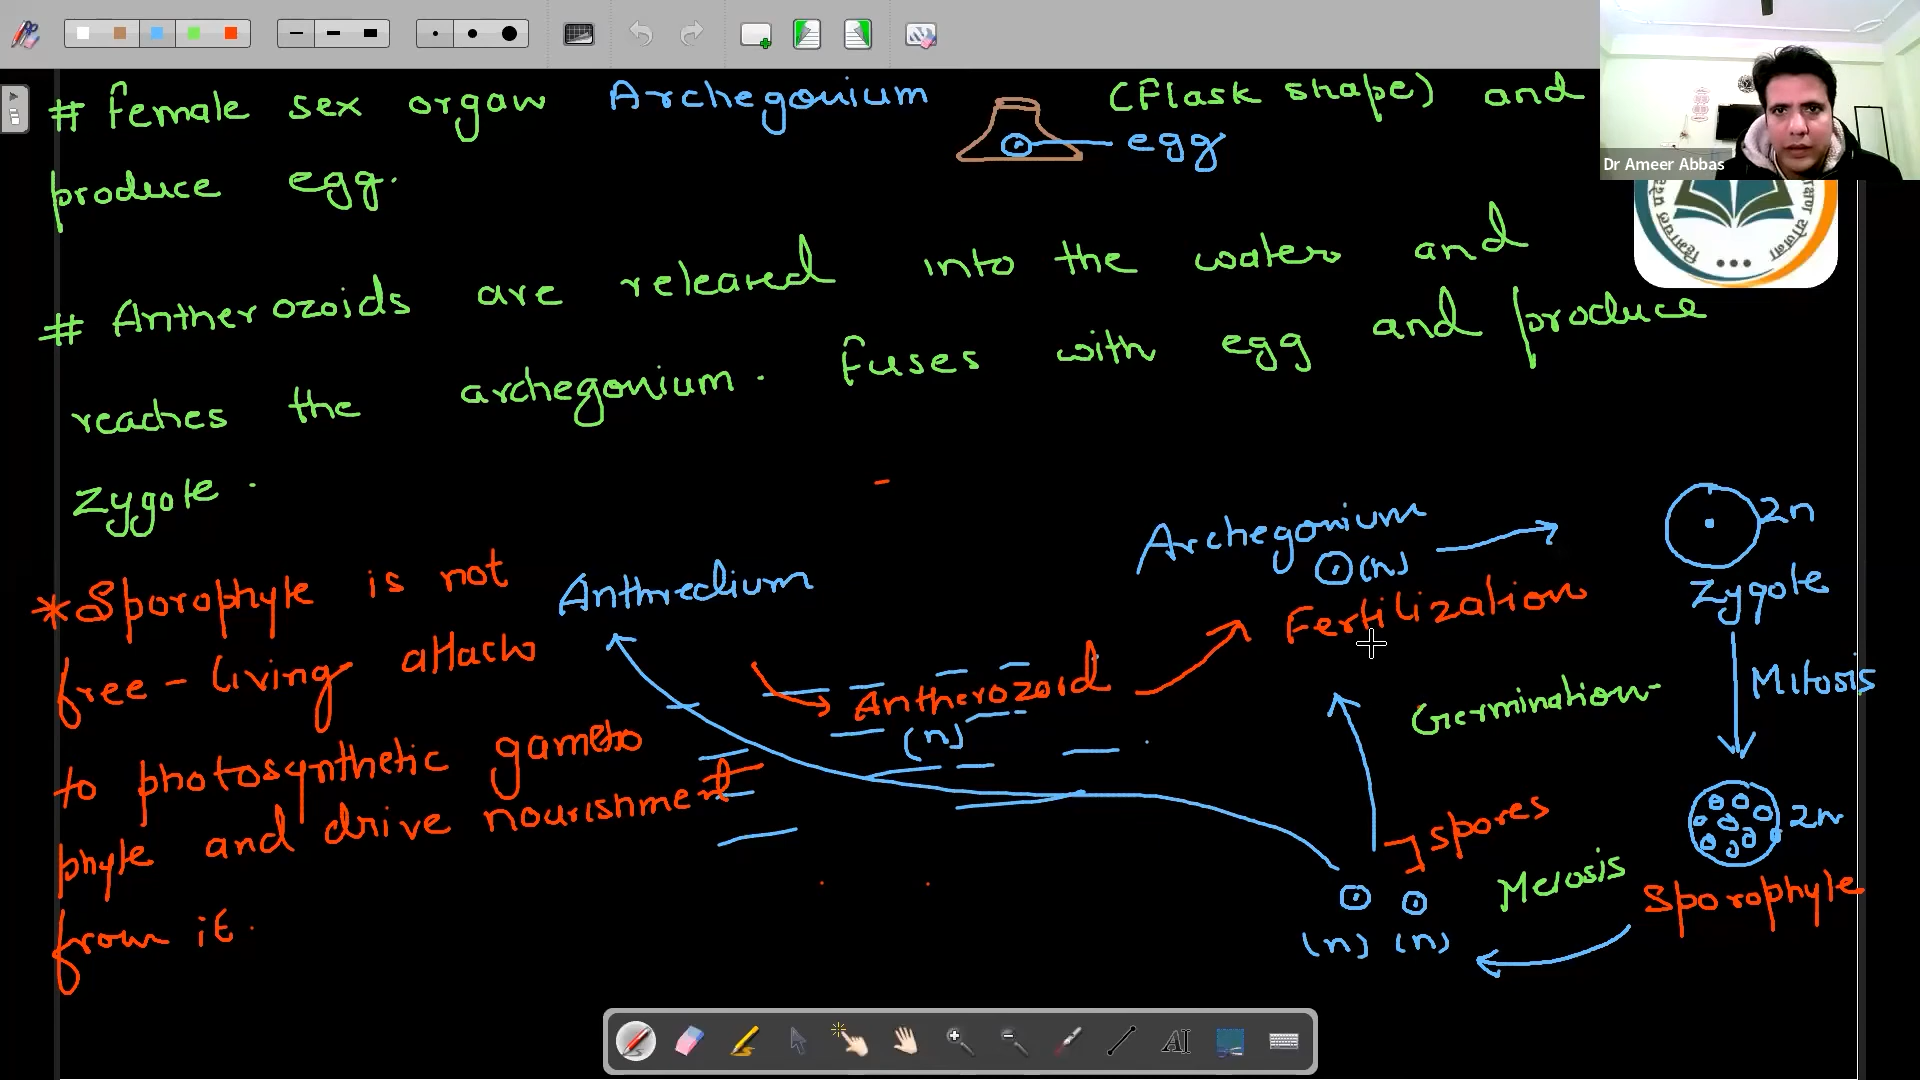 # Female sex organ Archegonium (Flask shape) and
egg
produce egg.
# Antherozoids are released into the water and
reaches the archegonium. Fuses with egg and produce
zygote.
Archegonium
(n)
2n
Zygote
Fertilization
Mitosis
Anthredium
Antherozoid
(n)
Germination
spores
Meiosis
2n
Sporophyte
(n) (n)
*Sporophyte is not
free-living attach
to photosynthetic gameto
phyte and drive nourishment
from it.
Dr Ameer Abbas
AI